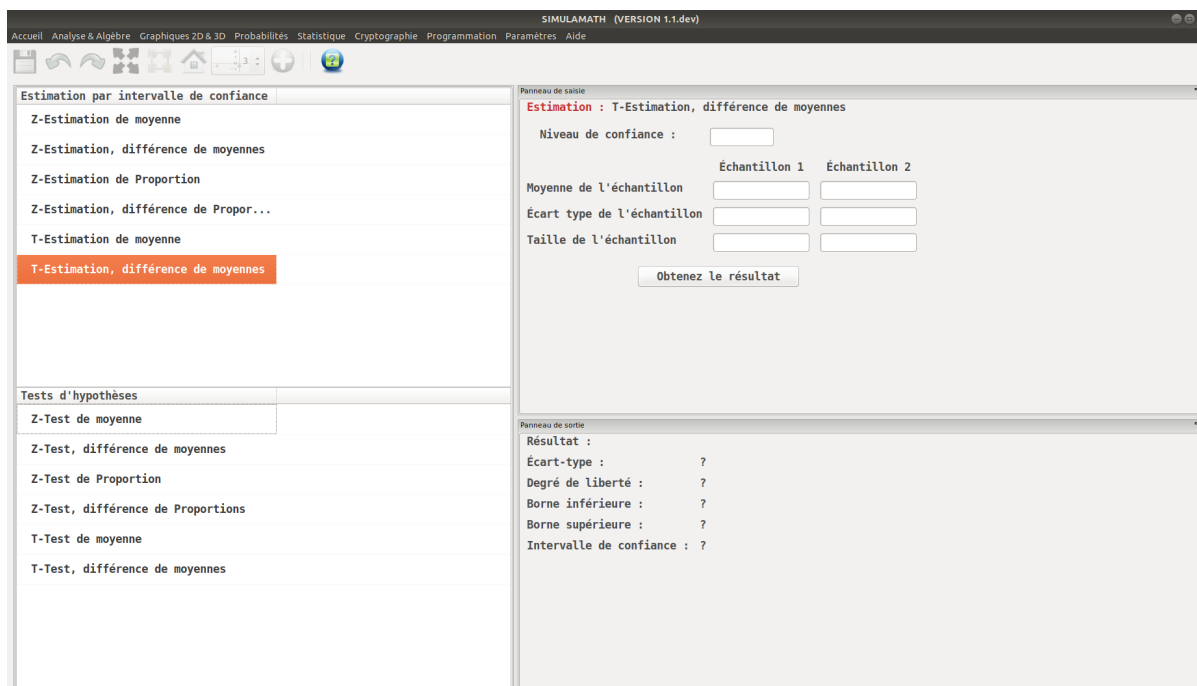 SIMULAMATH (VERSION 1.1.dev)
Accueil Analyse & Algèbre Graphiques 2D & 3D Probabilités Statistique Cryptographie Programmation Paramètres Aide
3
Estimation par intervalle de confiance
Z-Estimation de moyenne
Z-Estimation, différence de moyennes
Z-Estimation de Proportion
Z-Estimation, différence de Propor...
T-Estimation de moyenne
T-Estimation, différence de moyennes
Tests d'hypothèses
Z-Test de moyenne
Z-Test, différence de moyennes
Z-Test de Proportion
Z-Test, différence de Proportions
T-Test de moyenne
T-Test, différence de moyennes
Panneau de saisie
Estimation : T-Estimation, différence de moyennes
Niveau de confiance :
Échantillon 1 Échantillon 2
Moyenne de l'échantillon
Écart type de l'échantillon
Taille de l'échantillon
Obtenez le résultat
Panneau de sortie
Résultat :
Écart-type : ?
Degré de liberté : ?
Borne inférieure : ?
Borne supérieure : ?
Intervalle de confiance : ?